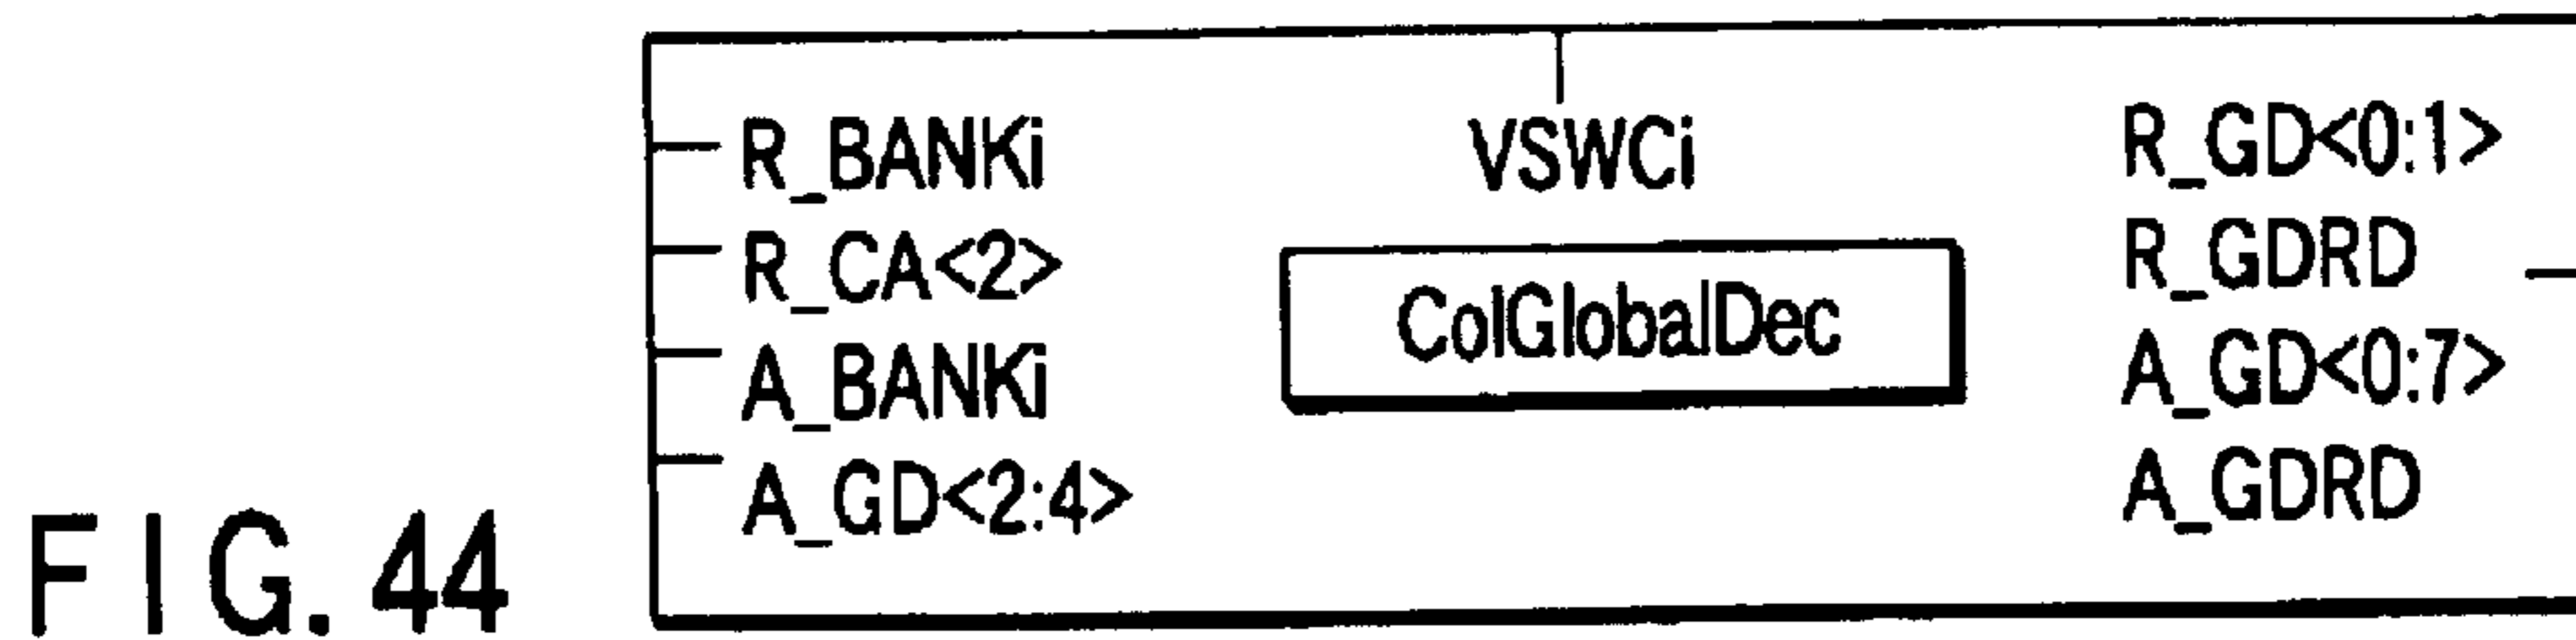 R_BANKi
R_CA<2>
A_BANKi
A_GD<2:4>
VSWCi
ColGlobalDec
R_GD<0:1>
R_GDRD
A_GD<0:7>
A_GDRD
FIG. 44